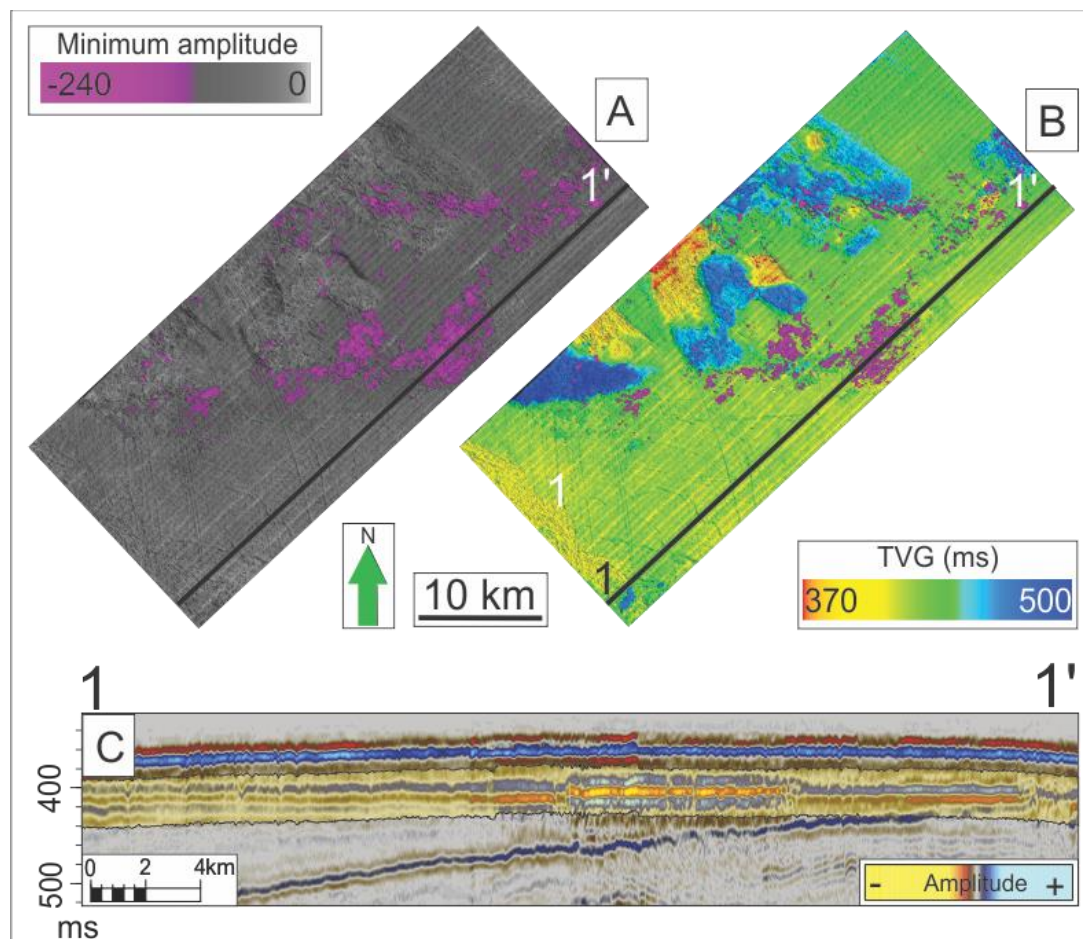 Minimum amplitude
-240 0
A
1'
B
1'
1
1
N
10 km
TVG (ms)
370 500
1 1'
C
400
500
ms
0 2 4km
- Amplitude +